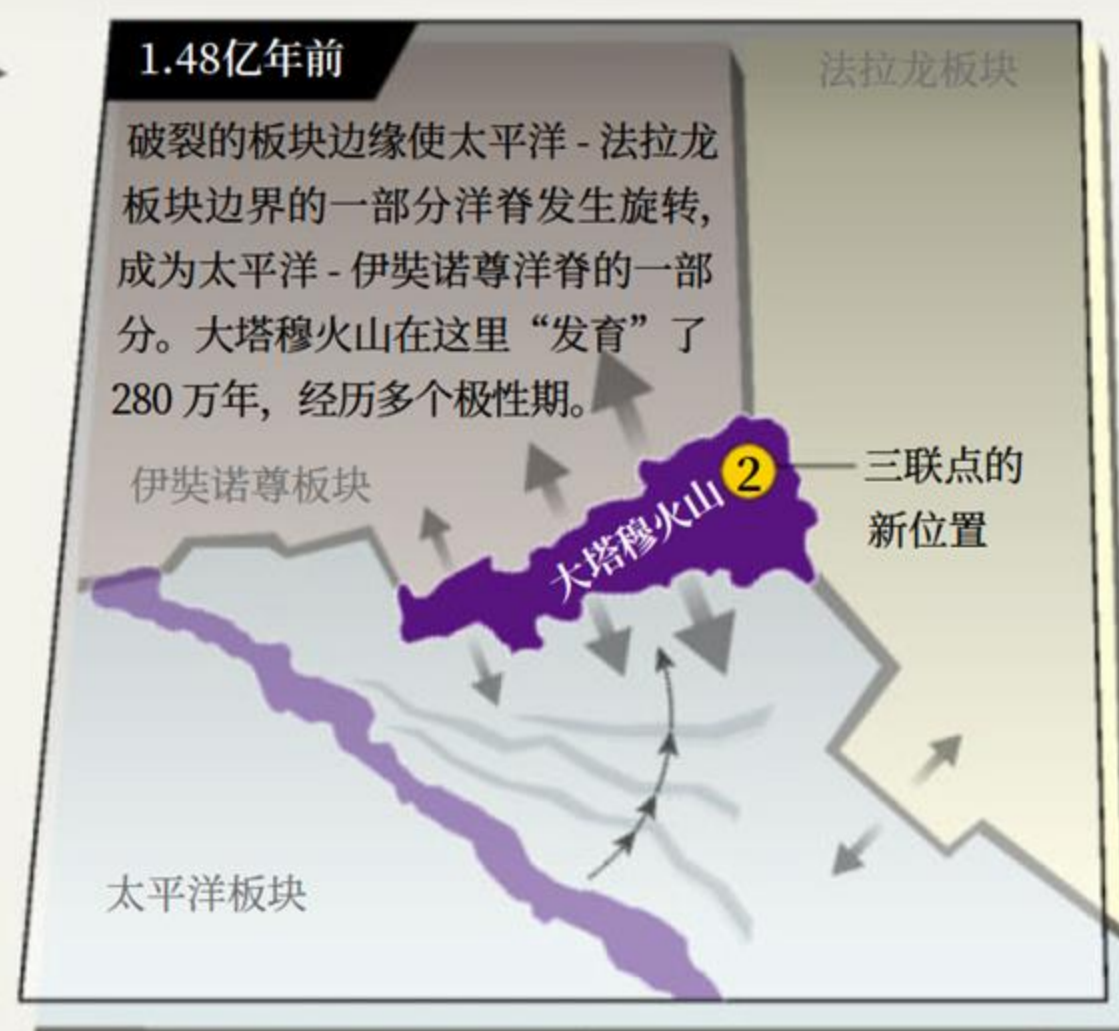 1.48亿年前
法拉龙板块
破裂的板块边缘使太平洋 - 法拉龙
板块边界的一部分洋脊发生旋转,
成为太平洋 - 伊奘诺尊洋脊的一部
分。大塔穆火山在这里“发育”了
280 万年，经历多个极性期。
伊奘诺尊板块
2
三联点的
新位置
大塔穆火山
太平洋板块